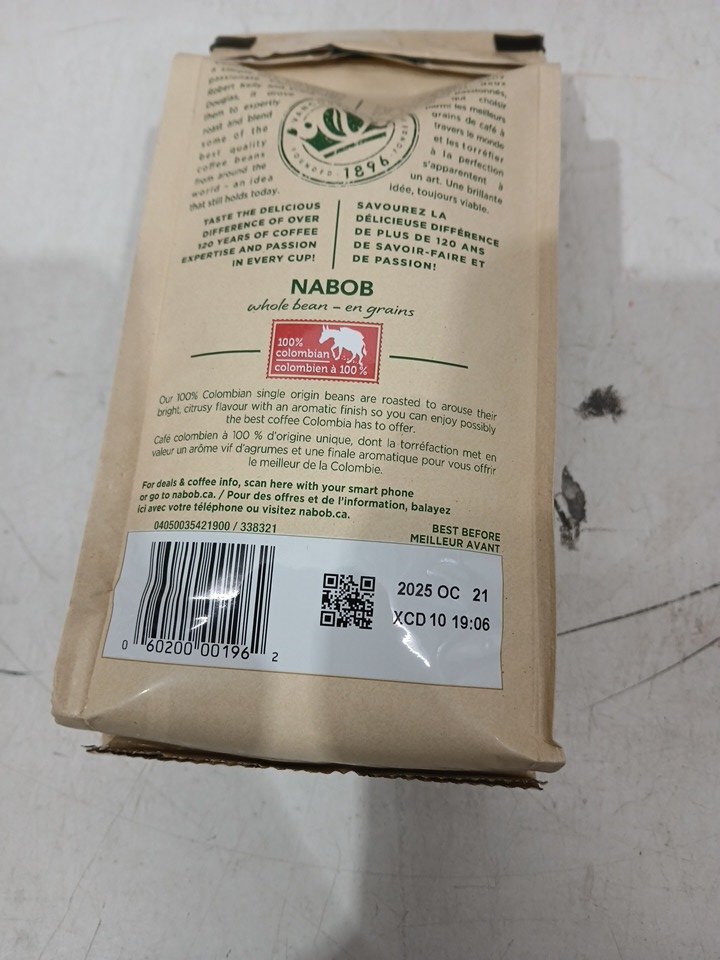 passionate
Robert Kelly and
Douglas, it drove
them to expertly
roast and blend
some of the
best quality
coffee beans
from around the
world - an idea
that still holds today.
1896
qui choisir
parmi les meilleurs
grains de café à
travers le monde
et les torréfier
à la perfection
s'apparentent à
un art. Une brillante
idée, toujours viable.
TASTE THE DELICIOUS
DIFFERENCE OF OVER
120 YEARS OF COFFEE
EXPERTISE AND PASSION
IN EVERY CUP!
SAVOUREZ LA
DÉLICIEUSE DIFFÉRENCE
DE PLUS DE 120 ANS
DE SAVOIR-FAIRE ET
DE PASSION!
NABOB
whole bean – en grains
100%
colombian
colombien à 100 %
Our 100% Colombian single origin beans are roasted to arouse their
bright, citrusy flavour with an aromatic finish so you can enjoy possibly
the best coffee Colombia has to offer.
Café colombien à 100 % d'origine unique, dont la torréfaction met en
valeur un arôme vif d'agrumes et une finale aromatique pour vous offrir
le meilleur de la Colombie.
For deals & coffee info, scan here with your smart phone
or go to nabob.ca. / Pour des offres et de l'information, balayez
ici avec votre téléphone ou visitez nabob.ca.
04050035421900 / 338321
BEST BEFORE
MEILLEUR AVANT
2025 OC 21
XCD 10 19:06
0 60200 00196 2